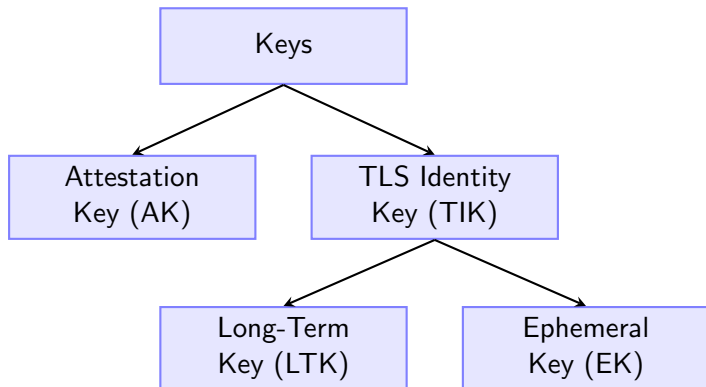 Keys
Attestation
Key (AK)
TLS Identity
Key (TIK)
Long-Term
Key (LTK)
Ephemeral
Key (EK)